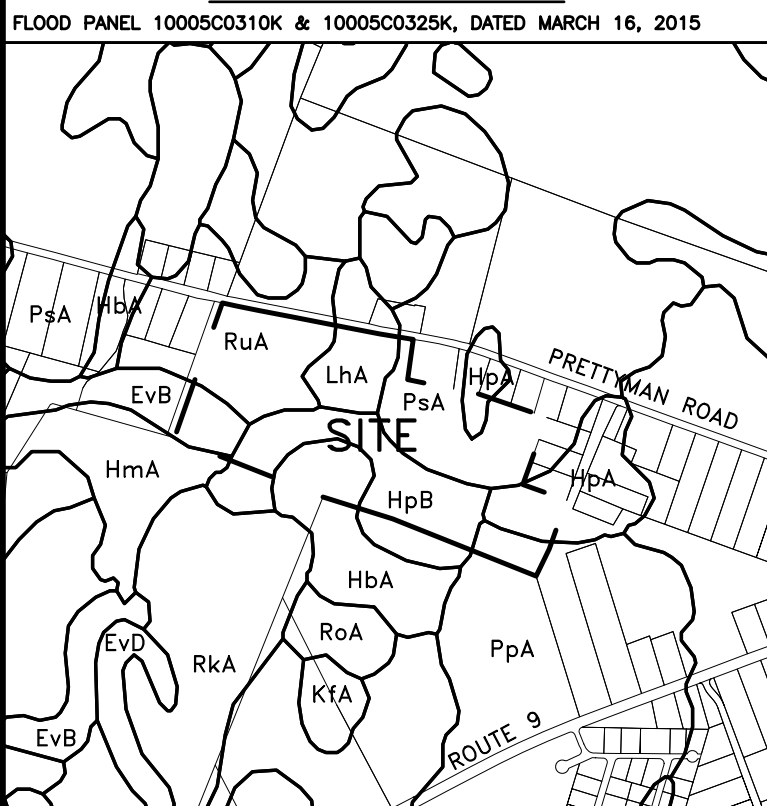 FLOOD PANEL 10005C0310K & 10005C0325K, DATED MARCH 16, 2015
PsA
HbA
RuA
LhA
HpA
PRETTYMAN ROAD
EvB
PsA
SITE
HmA
HpB
HpA
HbA
RoA
EvD
RkA
PpA
KfA
EvB
ROUTE 9